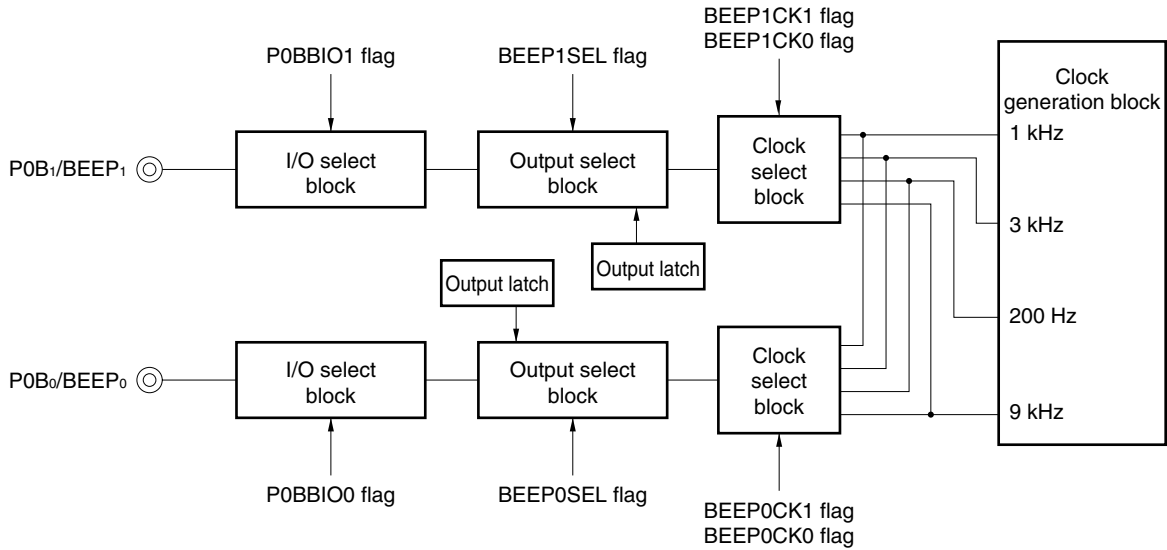 BEEP1CK1 flag
BEEP1CK0 flag
P0BBIO1 flag
BEEP1SEL flag
Clock
generation block
1 kHz
3 kHz
200 Hz
9 kHz
P0B1/BEEP1
I/O select
block
Output select
block
Clock
select
block
Output latch
Output latch
P0B0/BEEP0
I/O select
block
Output select
block
Clock
select
block
P0BBIO0 flag
BEEP0SEL flag
BEEP0CK1 flag
BEEP0CK0 flag